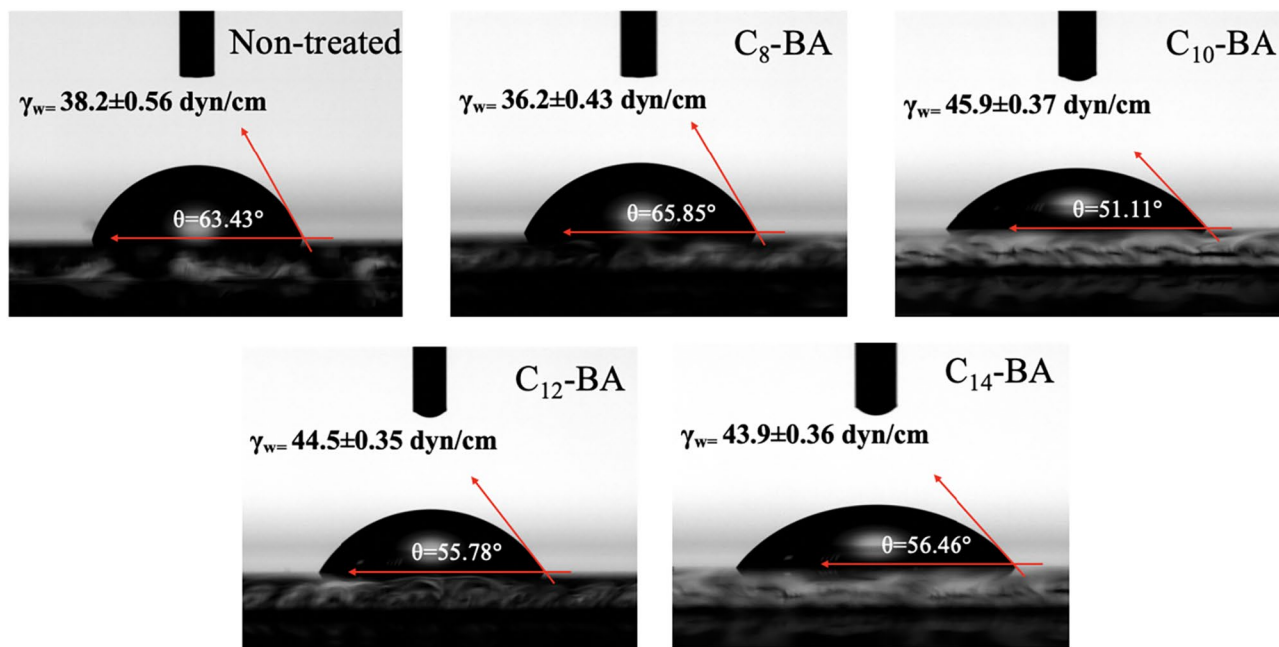 Non-treated
γw= 38.2±0.56 dyn/cm
θ=63.43°
C8-BA
γw= 36.2±0.43 dyn/cm
θ=65.85°
C10-BA
γw= 45.9±0.37 dyn/cm
θ=51.11°
C12-BA
γw= 44.5±0.35 dyn/cm
θ=55.78°
C14-BA
γw= 43.9±0.36 dyn/cm
θ=56.46°